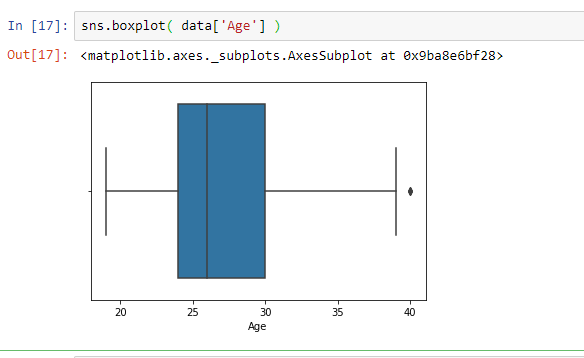 In [17]: sns.boxplot( data['Age'] )
Out[17]: <matplotlib.axes._subplots.AxesSubplot at 0x9ba8e6bf28>
20 25 30 35 40
Age